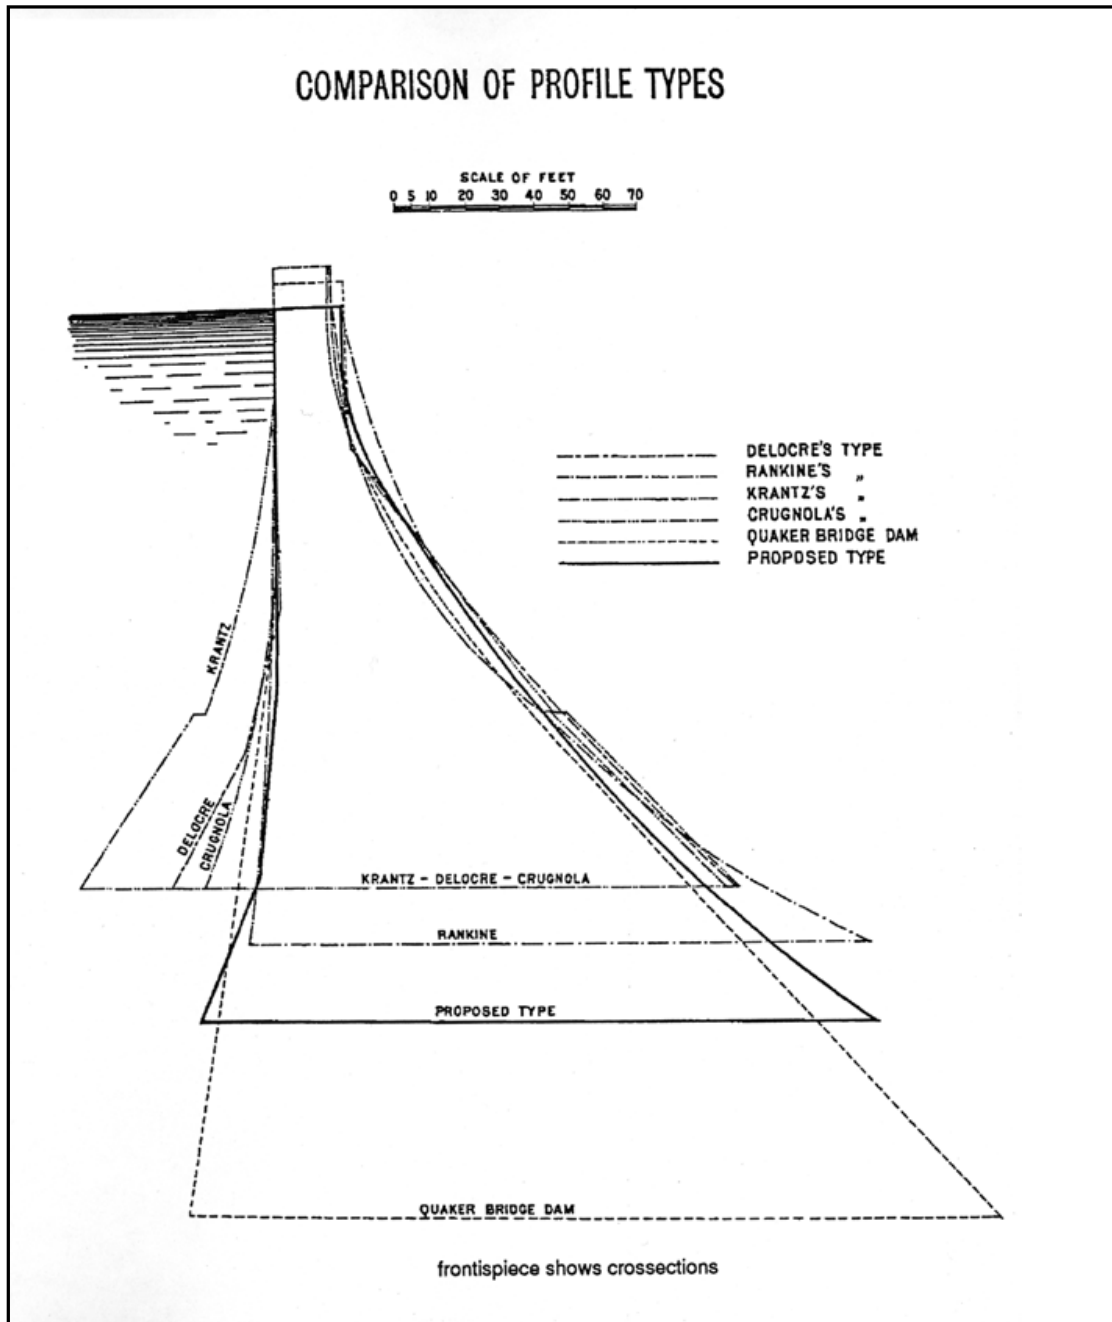 COMPARISON OF PROFILE TYPES
SCALE OF FEET
0 5 10 20 30 40 50 60 70
DELOCRE'S TYPE
RANKINE'S "
KRANTZ'S "
CRUGNOLA'S "
QUAKER BRIDGE DAM
PROPOSED TYPE
KRANTZ
DELOCRE
CRUGNOLA
KRANTZ - DELOCRE - CRUGNOLA
RANKINE
PROPOSED TYPE
QUAKER BRIDGE DAM
frontispiece shows crossections